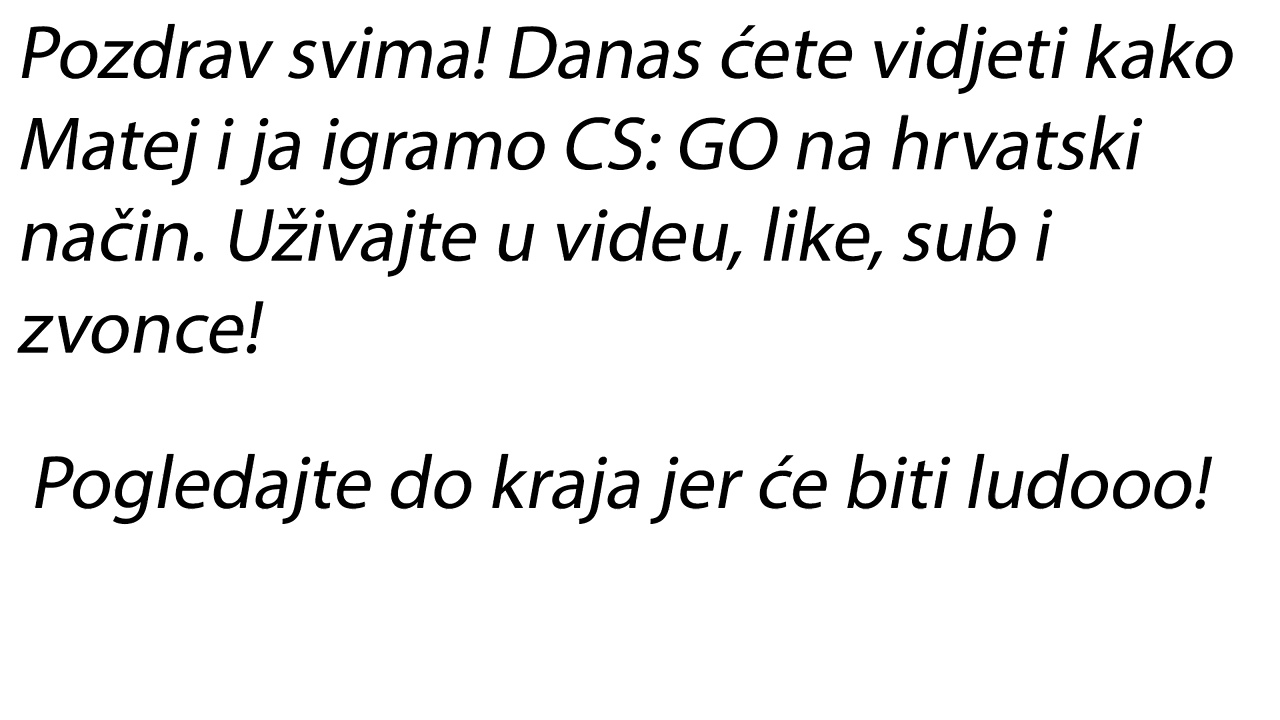 Pozdrav svima! Danas ćete vidjeti kako
Matej i ja igramo CS: GO na hrvatski
način. Uživajte u videu, like, sub i
zvonce!
Pogledajte do kraja jer će biti ludooo!